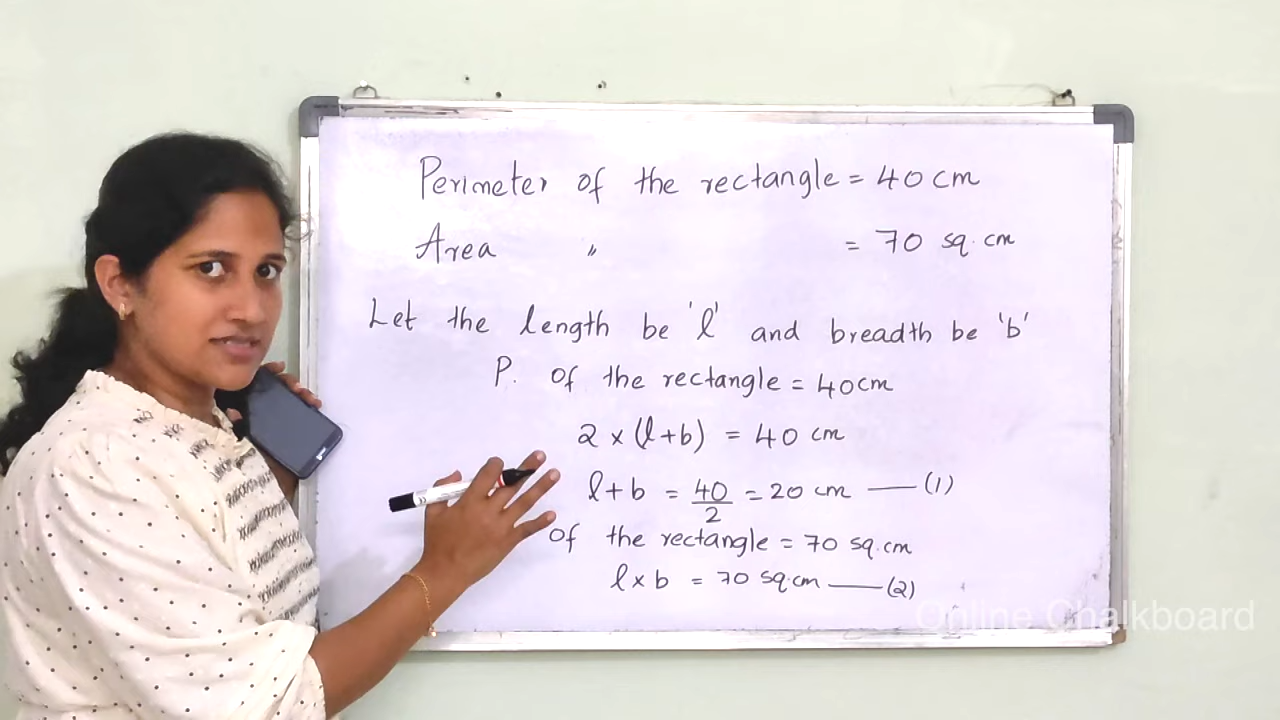 Perimeter of the rectangle = 40 cm
Area 〃 = 70 sq. cm
Let the length be 'l' and breadth be 'b'
P. of the rectangle = 40cm
2 × (l+b) = 40 cm
l+b = 40/2 = 20 cm —— (1)
of the rectangle = 70 sq.cm
l × b = 70 sq.cm —— (2)
Online Chalkboard